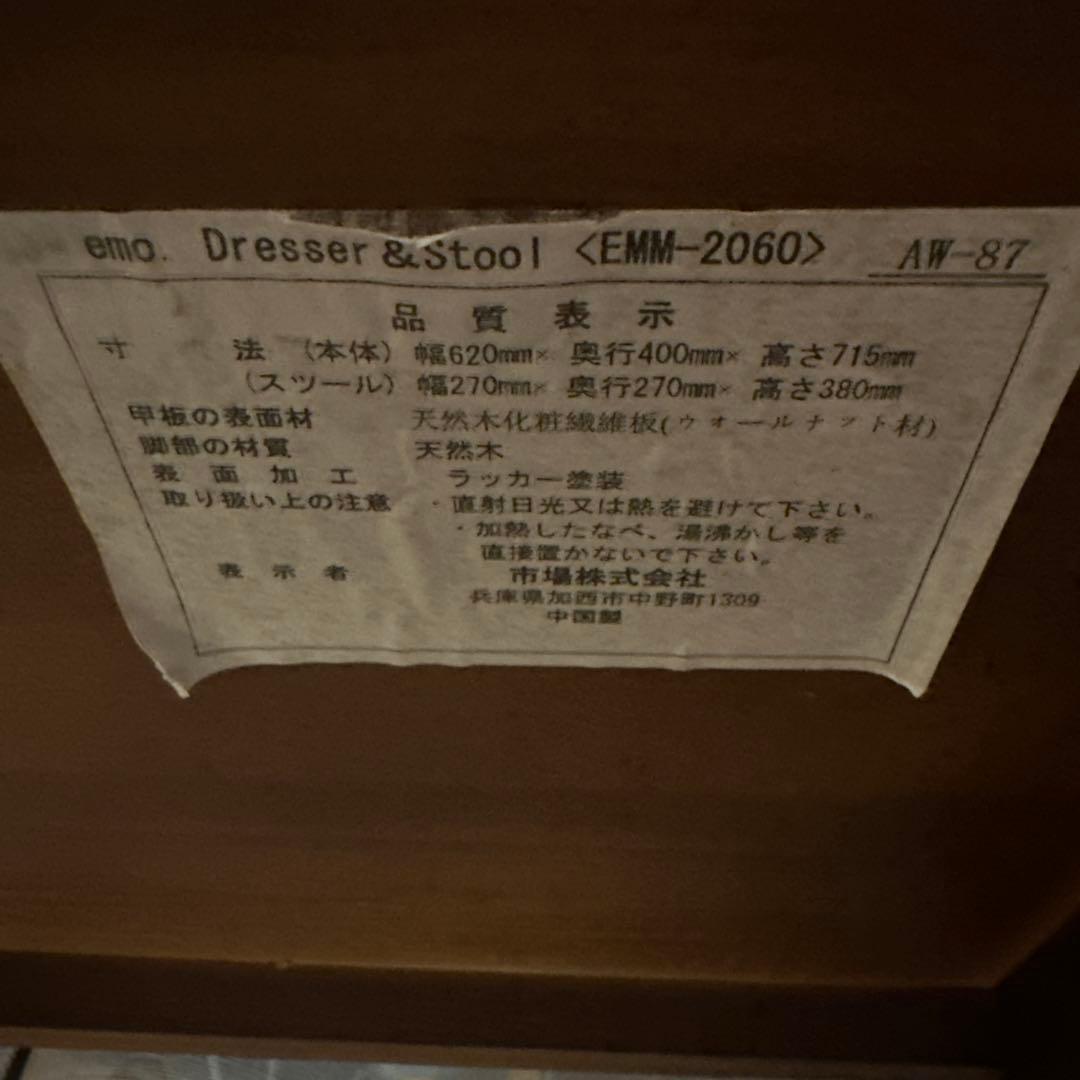 emo. Dresser&Stool <EMM-2060> AW-87
品質表示
寸法 (本体) 幅620mm× 奥行400mm× 高さ715mm
(スツール) 幅270mm× 奥行270mm× 高さ380mm
甲板の表面材 天然木化粧繊維板(ウォールナット材)
脚部の材質 天然木
表面加工 ラッカー塗装
取り扱い上の注意 ・直射日光又は熱を避けて下さい。
・加熱したなべ、湯沸かし等を
直接置かないで下さい。
表示者 市場株式会社
兵庫県加西市中野町1309
中国製